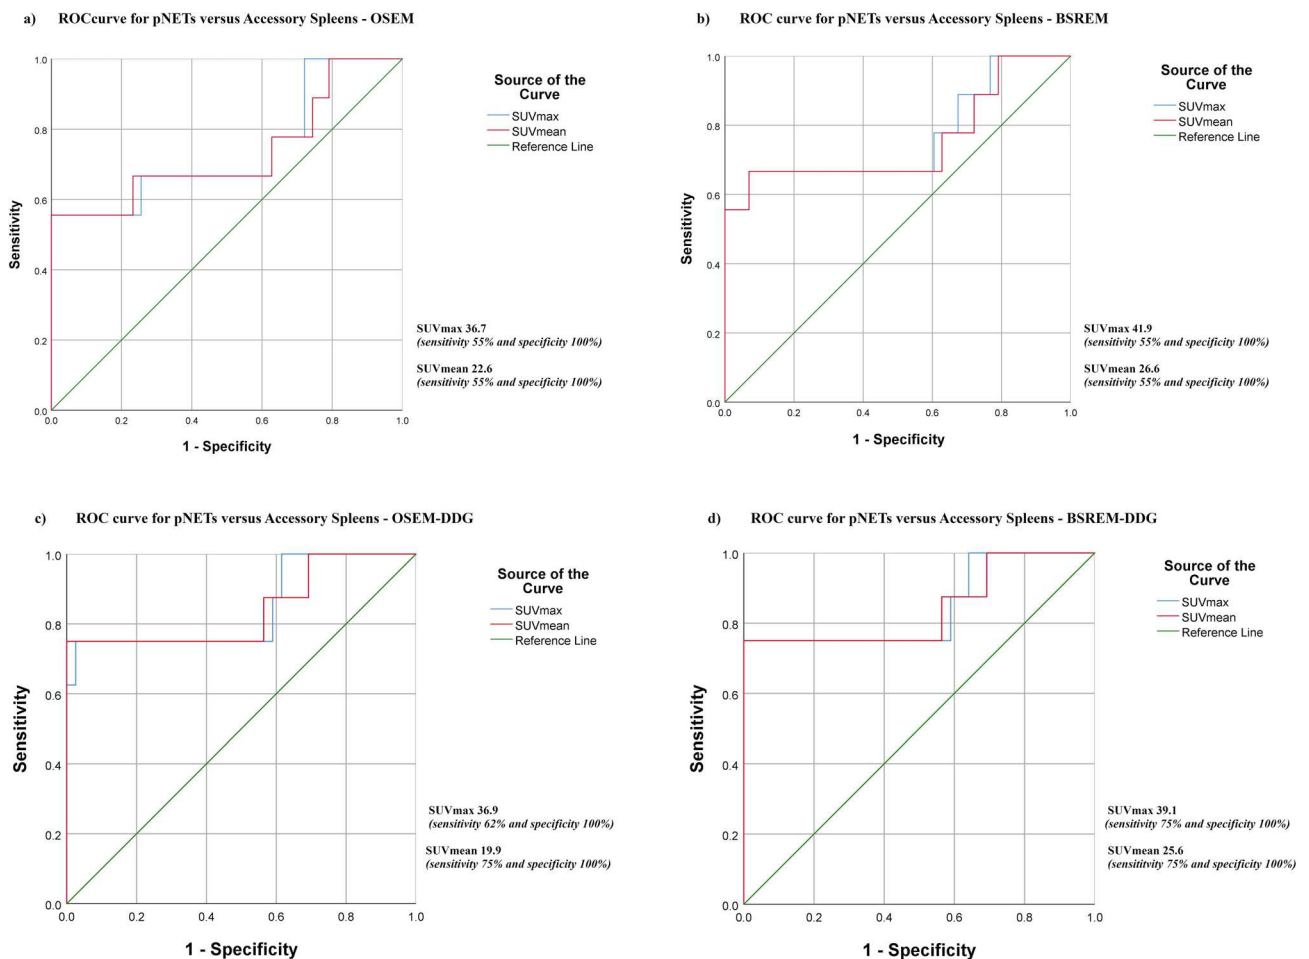 a) ROCcurve for pNETs versus Accessory Spleens - OSEM
Source of the
Curve
SUVmax
SUVmean
Reference Line
Sensitivity
1.0
0.8
0.6
0.4
0.2
0.0
0.0 0.2 0.4 0.6 0.8 1.0
1 - Specificity
SUVmax 36.7
(sensitivity 55% and specificity 100%)
SUVmean 22.6
(sensitivity 55% and specificity 100%)
b) ROC curve for pNETs versus Accessory Spleens - BSREM
Source of the
Curve
SUVmax
SUVmean
Reference Line
Sensitivity
1.0
0.8
0.6
0.4
0.2
0.0
0.0 0.2 0.4 0.6 0.8 1.0
1 - Specificity
SUVmax 41.9
(sensitivity 55% and specificity 100%)
SUVmean 26.6
(sensitivity 55% and specificity 100%)
c) ROC curve for pNETs versus Accessory Spleens - OSEM-DDG
Source of the
Curve
SUVmax
SUVmean
Reference Line
Sensitivity
1.0
0.8
0.6
0.4
0.2
0.0
0.0 0.2 0.4 0.6 0.8 1.0
1 - Specificity
SUVmax 36.9
(sensitivity 62% and specificity 100%)
SUVmean 19.9
(sensitivity 75% and specificity 100%)
d) ROC curve for pNETs versus Accessory Spleens - BSREM-DDG
Source of the
Curve
SUVmax
SUVmean
Reference Line
Sensitivity
1.0
0.8
0.6
0.4
0.2
0.0
0.0 0.2 0.4 0.6 0.8 1.0
1 - Specificity
SUVmax 39.1
(sensitivity 75% and specificity 100%)
SUVmean 25.6
(sensitivity 75% and specificity 100%)